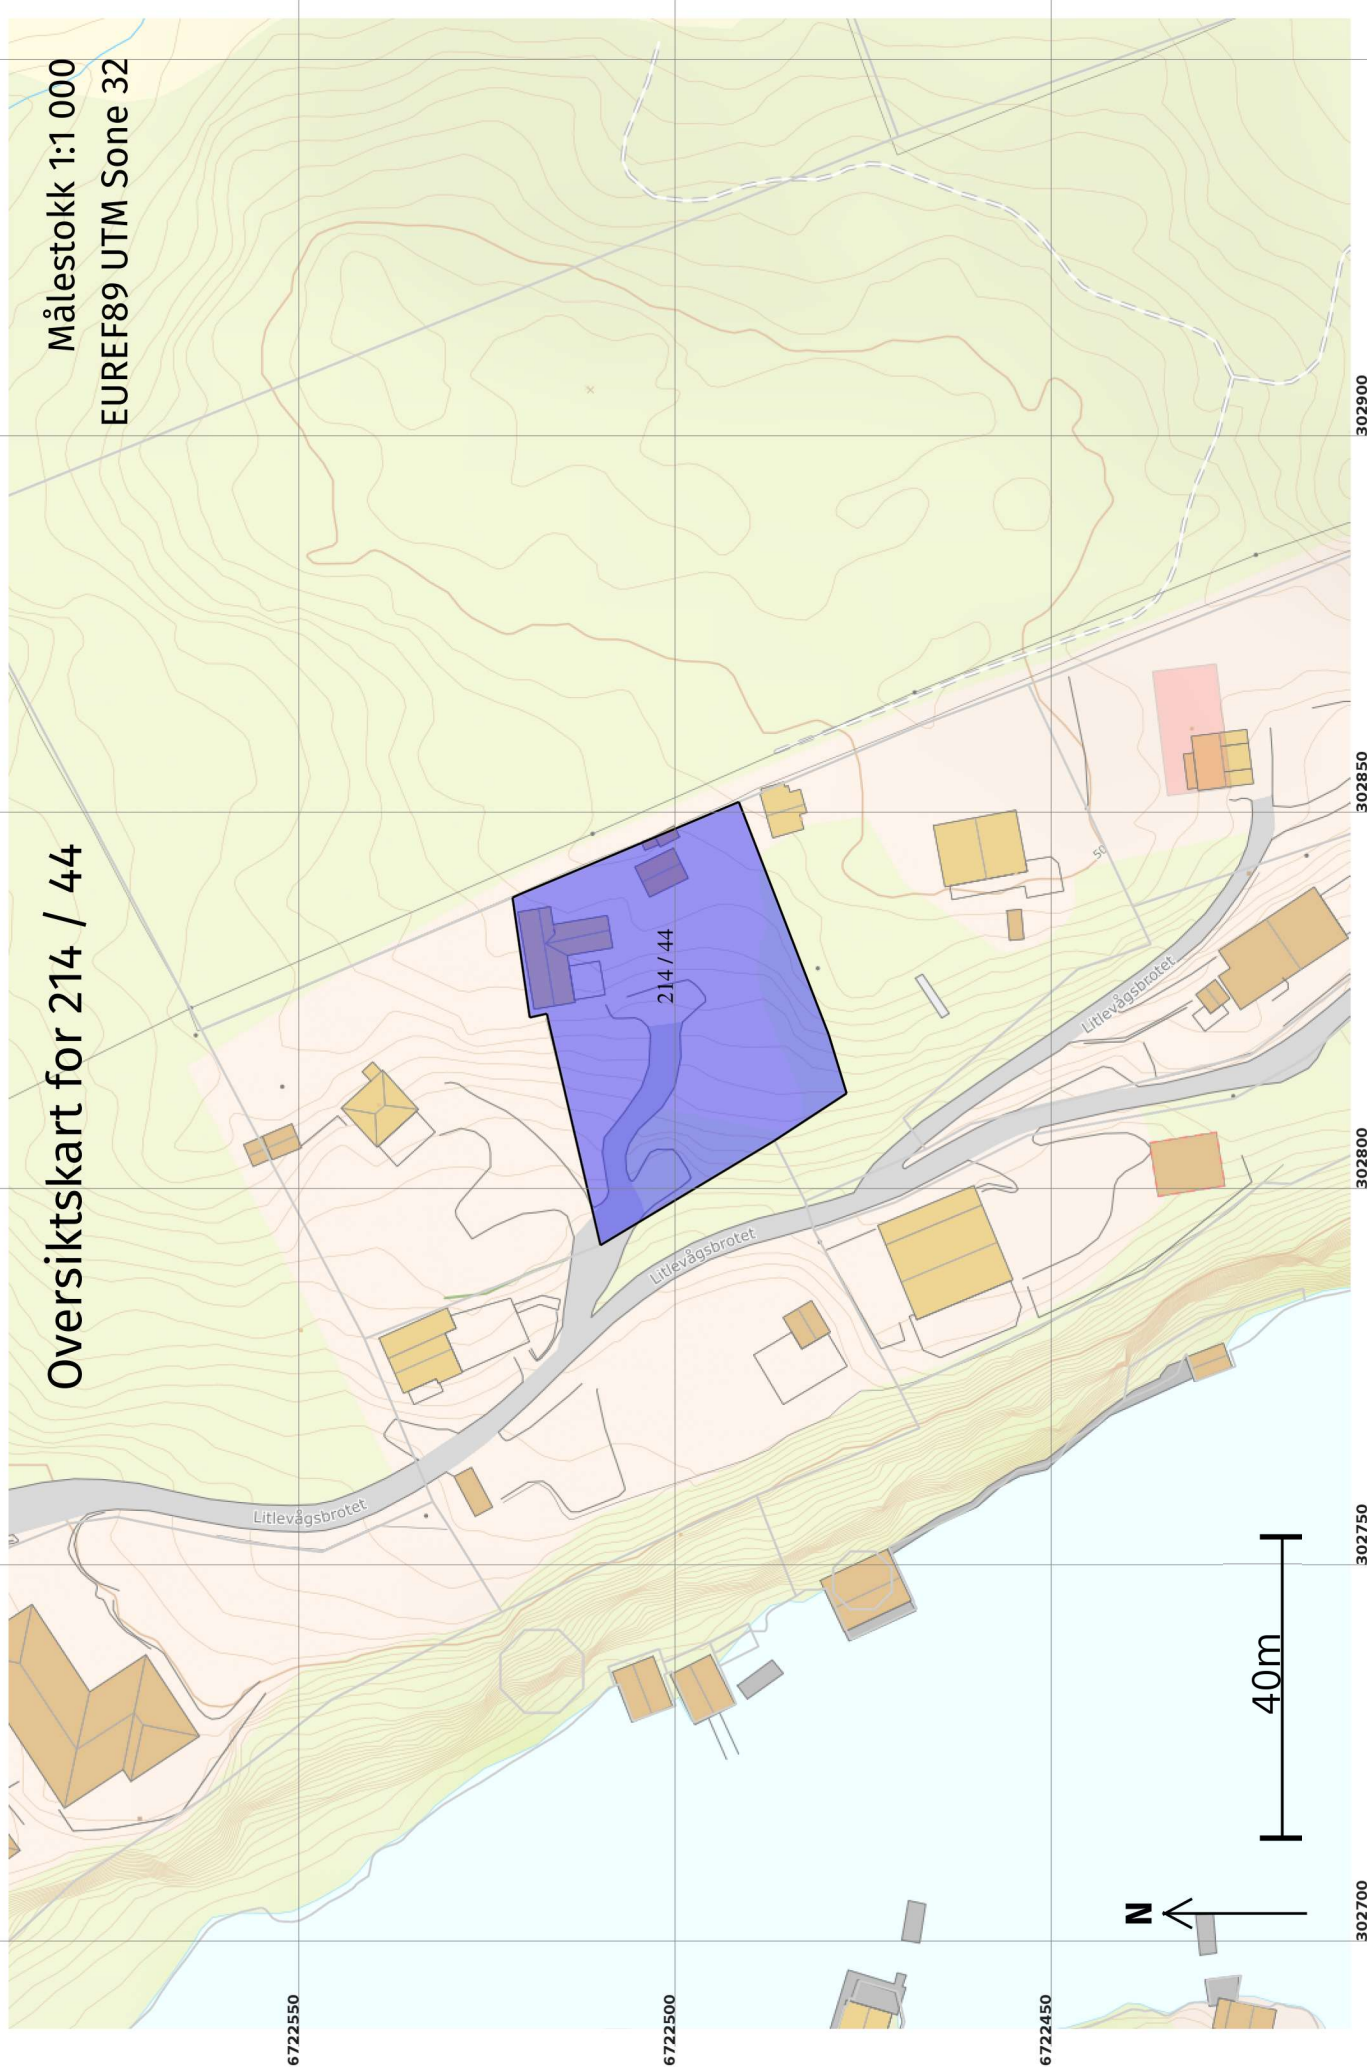 Oversiktskart for 214 / 44
Målestokk 1:1 000
EUREF89 UTM Sone 32
Litlevågsbrotet
Litlevågsbrotet
Litlevågsbrotet
214 / 44
50
N
40m
6722550
6722500
6722450
302700
302750
302800
302850
302900